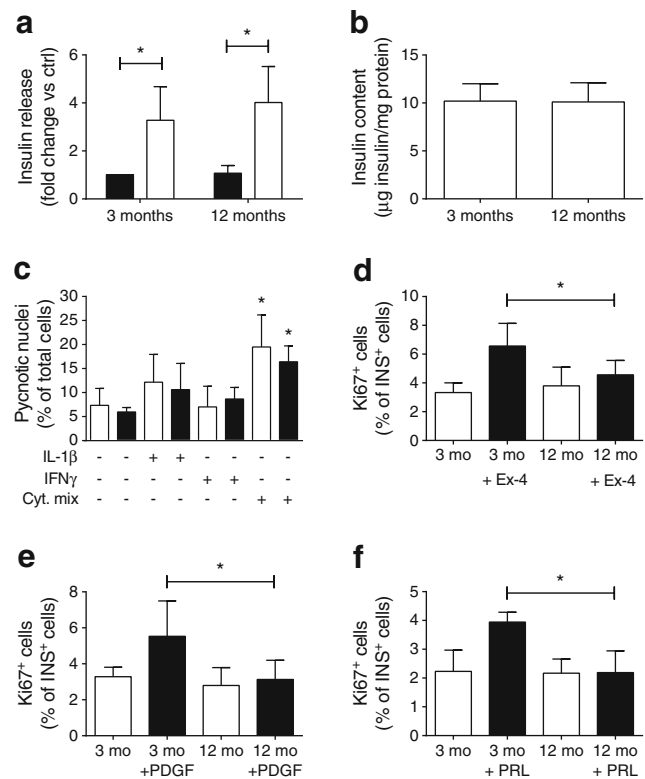 a
Insulin release
(fold change vs ctrl)
6
4
2
0
*
*
3 months
12 months
b
Insulin content
(µg insulin/mg protein)
15
10
5
0
3 months
12 months
c
Pycnotic nuclei
(% of total cells)
30
25
20
15
10
5
0
*
*
IL-1β - - + + - - - -
IFNγ - - - - + + - -
Cyt. mix - - - - - - + +
d
Ki67+ cells
(% of INS+ cells)
10
8
6
4
2
0
*
3 mo 3 mo 12 mo 12 mo
+ Ex-4 + Ex-4
e
Ki67+ cells
(% of INS+ cells)
8
6
4
2
0
*
3 mo 3 mo 12 mo 12 mo
+PDGF +PDGF
f
Ki67+ cells
(% of INS+ cells)
5
4
3
2
1
0
*
3 mo 3 mo 12 mo 12 mo
+ PRL + PRL